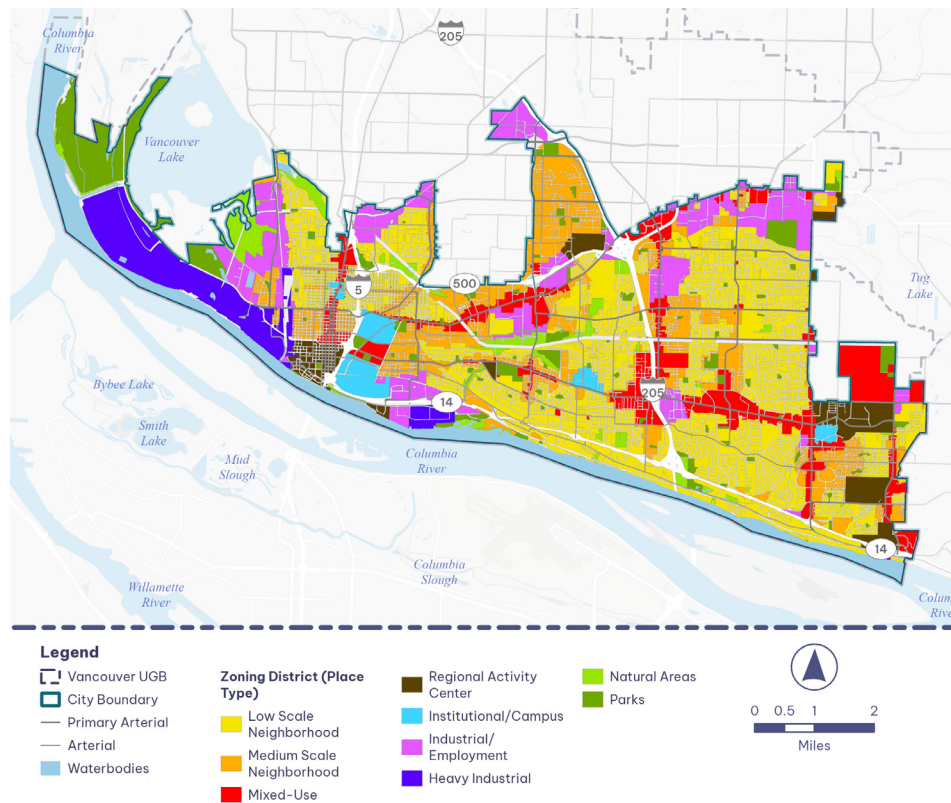 205
Columbia
River
Vancouver
Lake
500
5
Tug
Lake
205
14
Bybee Lake
Smith
Lake
Mud
Slough
Columbia
River
14
Columbia
Slough
Willamette
River
Colum
Rive
Legend
Vancouver UGB
City Boundary
Primary Arterial
Arterial
Waterbodies
Zoning District (Place
Type)
Low Scale
Neighborhood
Medium Scale
Neighborhood
Mixed-Use
Regional Activity
Center
Institutional/Campus
Industrial/
Employment
Heavy Industrial
Natural Areas
Parks
0 0.5 1 2
Miles